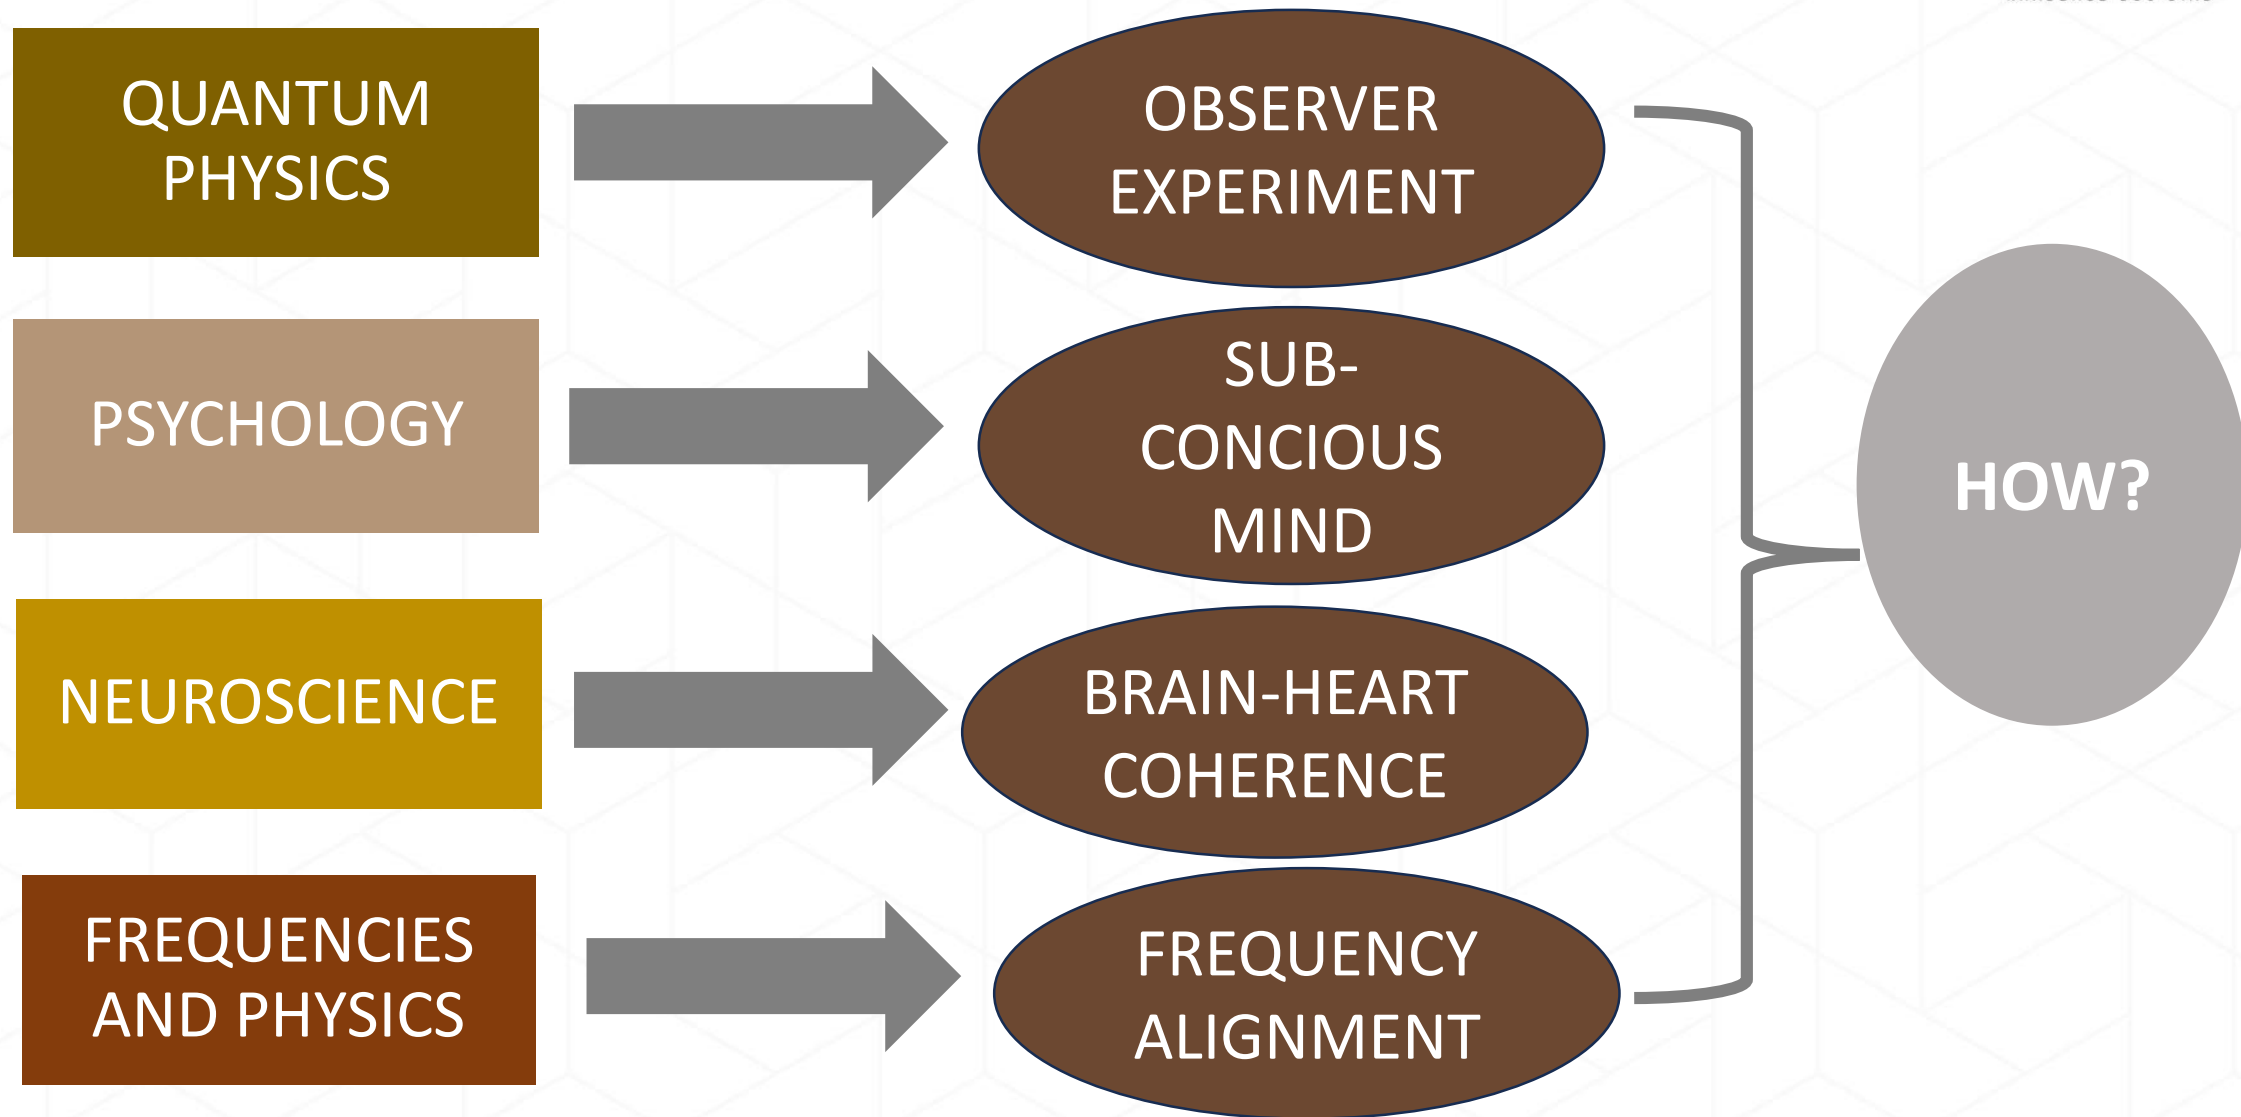 QUANTUM
PHYSICS
OBSERVER
EXPERIMENT
PSYCHOLOGY
SUB-
CONCIOUS
MIND
HOW?
NEUROSCIENCE
BRAIN-HEART
COHERENCE
FREQUENCIES
AND PHYSICS
FREQUENCY
ALIGNMENT